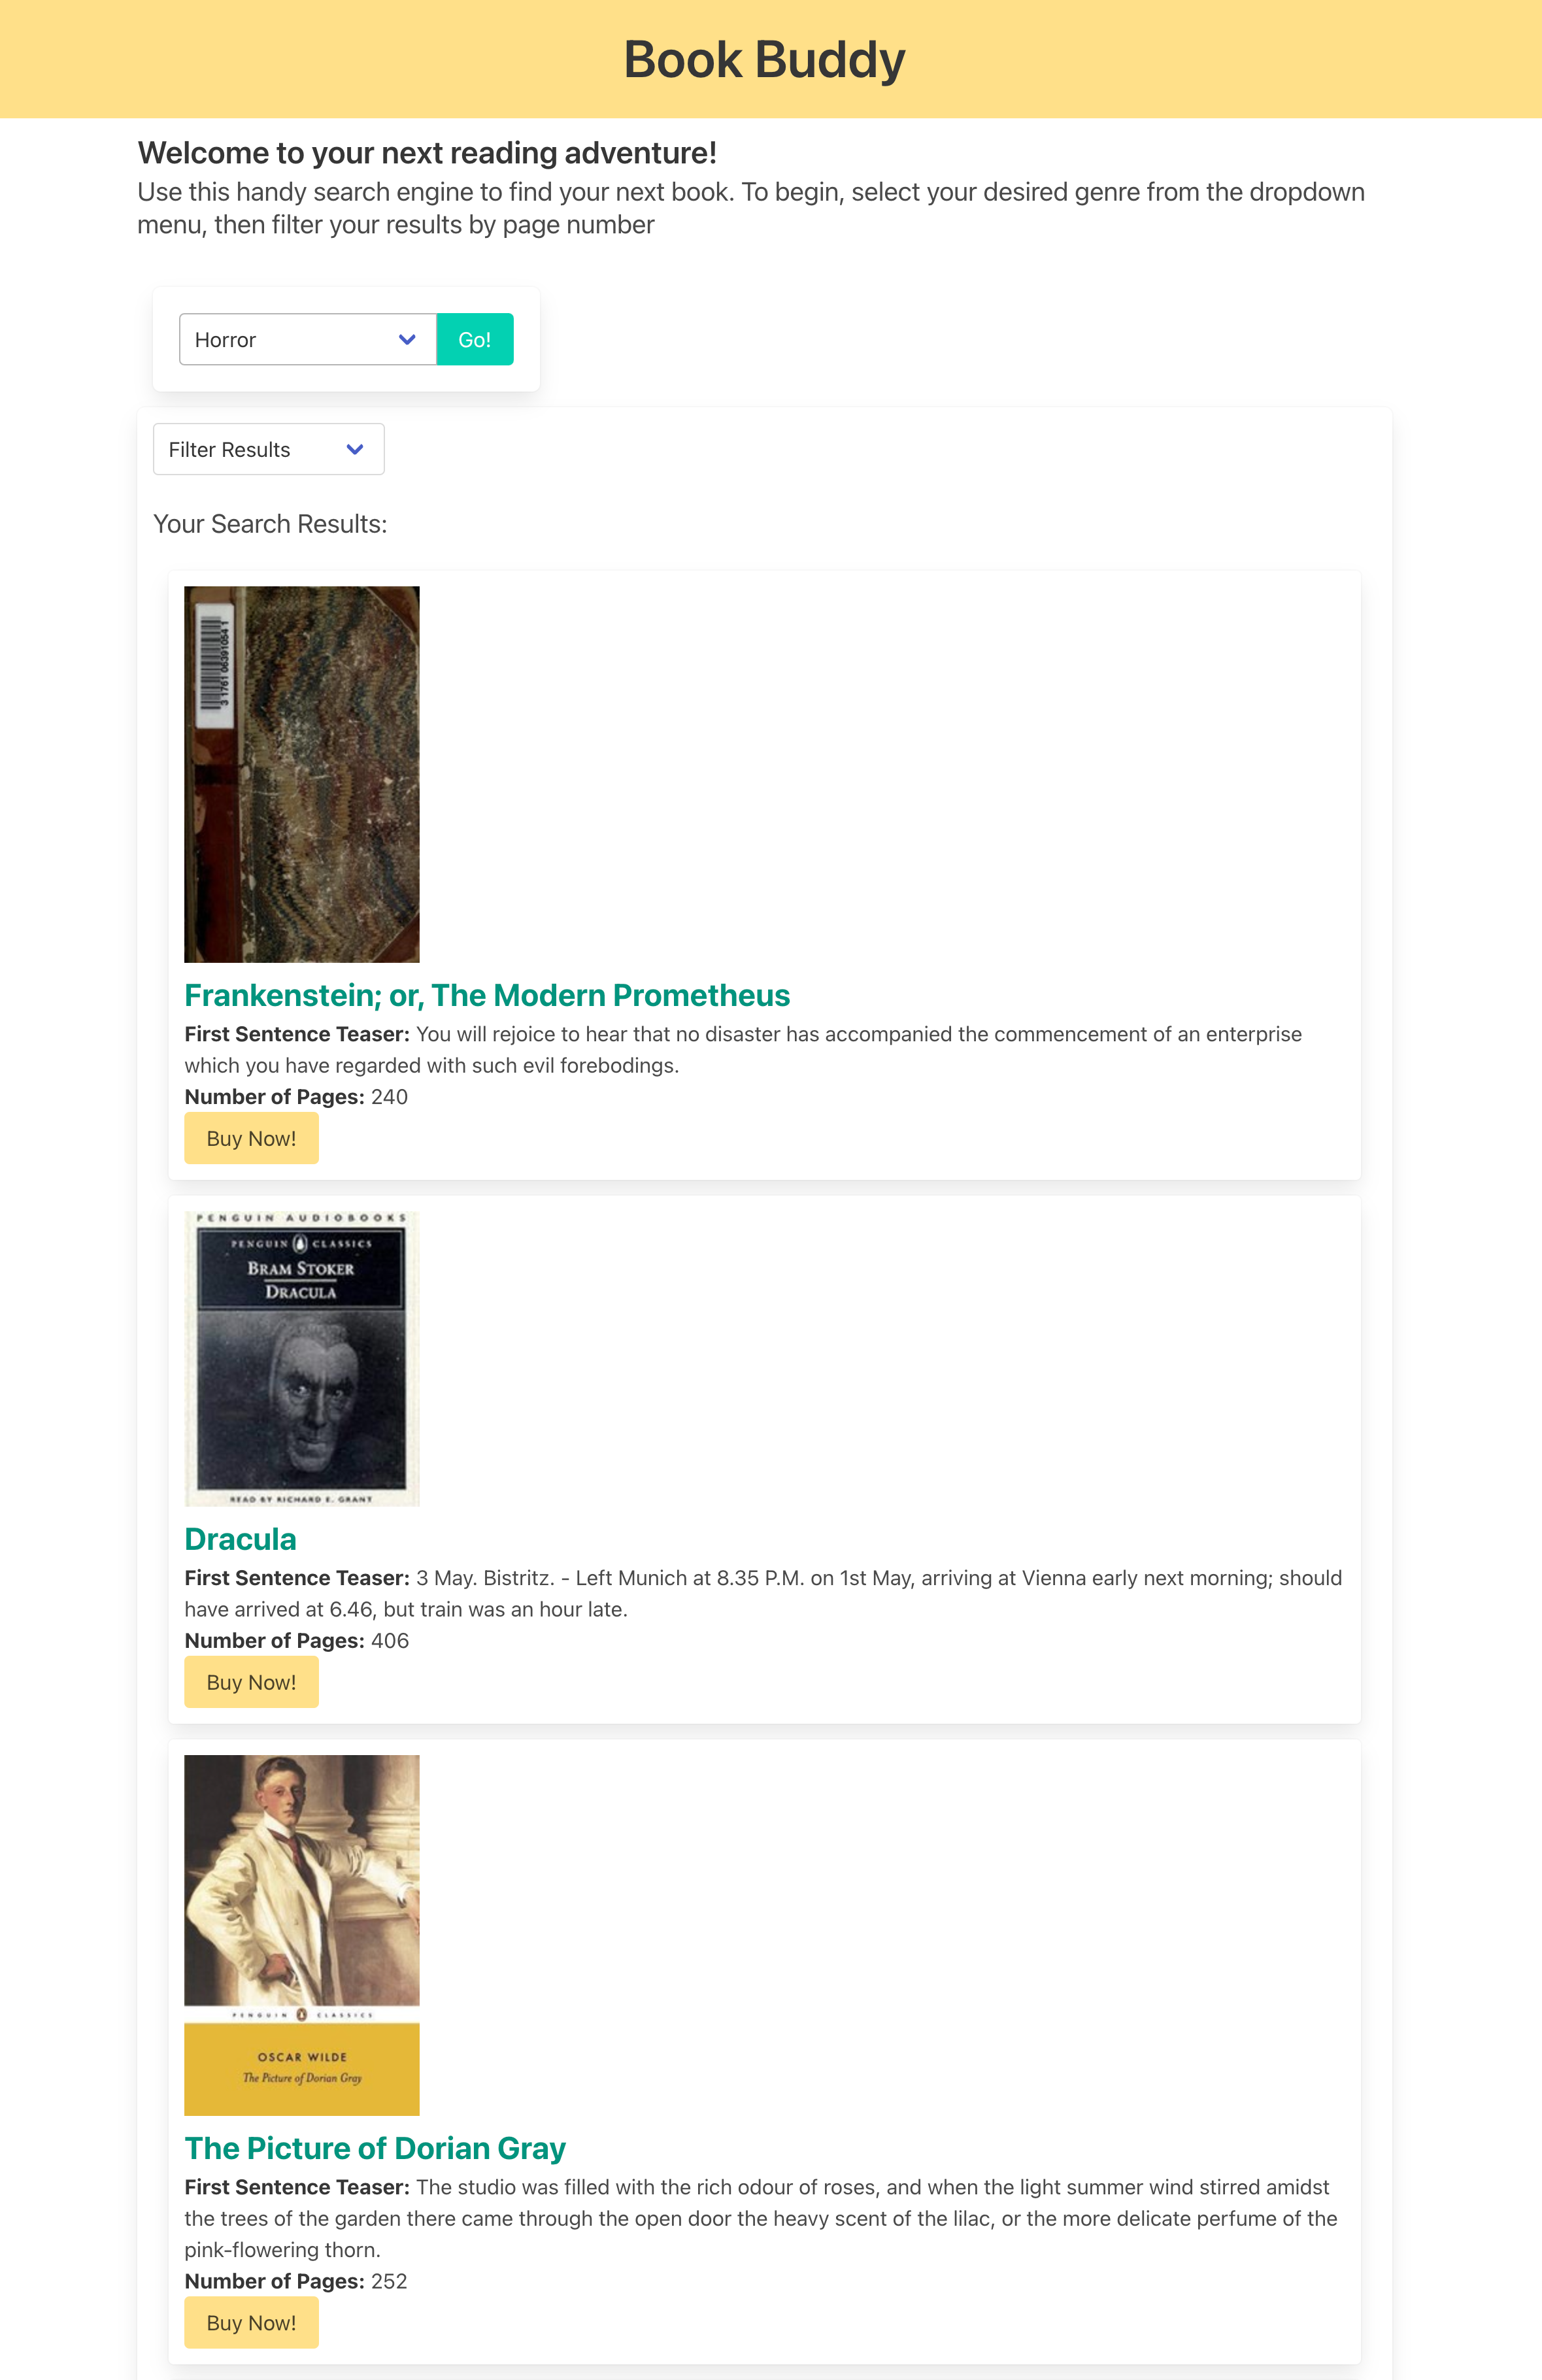 Book Buddy
Welcome to your next reading adventure!
Use this handy search engine to find your next book. To begin, select your desired genre from the dropdown
menu, then filter your results by page number
Horror
Go!
Filter Results
Your Search Results:
3 1761 06391054 1
Frankenstein; or, The Modern Prometheus
First Sentence Teaser: You will rejoice to hear that no disaster has accompanied the commencement of an enterprise
which you have regarded with such evil forebodings.
Number of Pages: 240
Buy Now!
PENGUIN AUDIOBOOKS
PENGUIN CLASSICS
BRAM STOKER
DRACULA
READ BY RICHARD E. GRANT
Dracula
First Sentence Teaser: 3 May. Bistritz. - Left Munich at 8.35 P.M. on 1st May, arriving at Vienna early next morning; should
have arrived at 6.46, but train was an hour late.
Number of Pages: 406
Buy Now!
PENGUIN CLASSICS
OSCAR WILDE
The Picture of Dorian Gray
The Picture of Dorian Gray
First Sentence Teaser: The studio was filled with the rich odour of roses, and when the light summer wind stirred amidst
the trees of the garden there came through the open door the heavy scent of the lilac, or the more delicate perfume of the
pink-flowering thorn.
Number of Pages: 252
Buy Now!